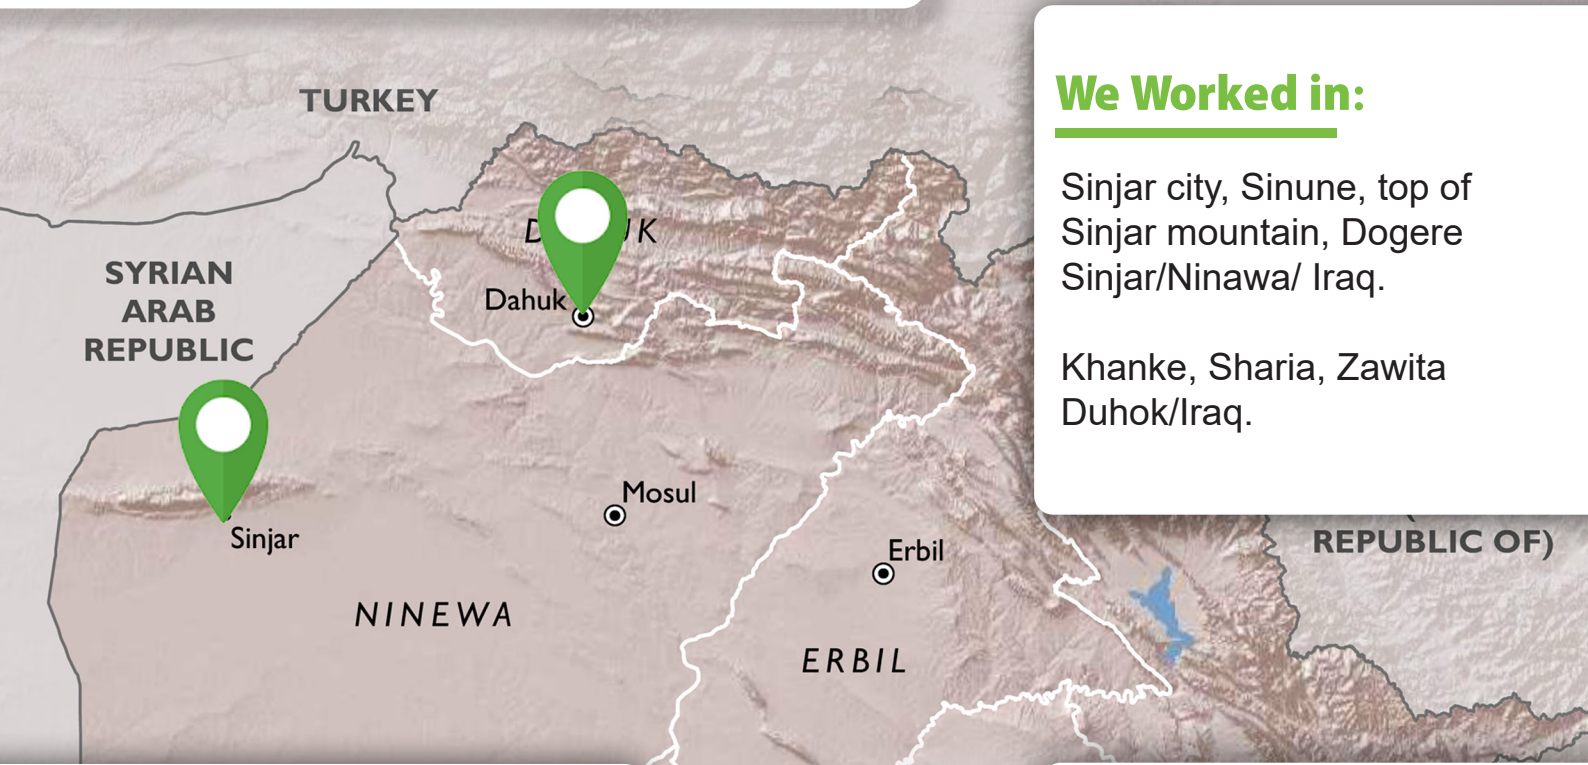 TURKEY
We Worked in:
Sinjar city, Sinune, top of
Sinjar mountain, Dogere
Sinjar/Ninawa/ Iraq.
Khanke, Sharia, Zawita
Duhok/Iraq.
SYRIAN
ARAB
REPUBLIC
Dahuk
Sinjar
Mosul
Erbil
NINEWA
ERBIL
REPUBLIC OF)